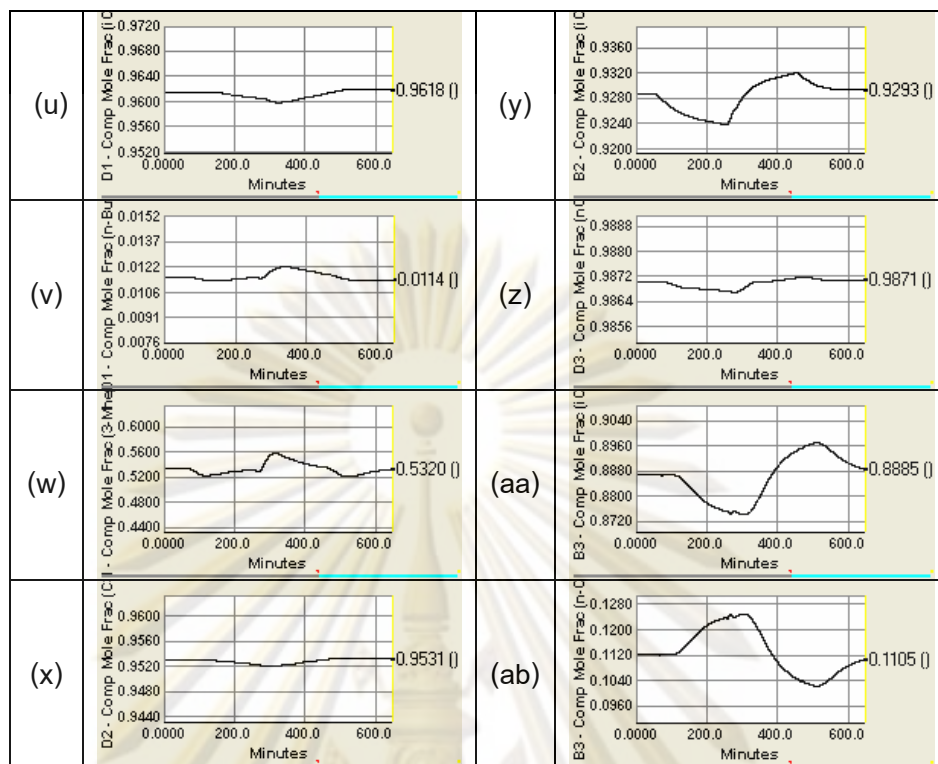 (u)
D1 - Comp Mole Frac (i C
0.9720
0.9680
0.9640
0.9600
0.9560
0.9520
0.0000 200.0 400.0 600.0
Minutes
0.9618 ()
(y)
B2 - Comp Mole Frac (i C
0.9360
0.9320
0.9280
0.9240
0.9200
0.0000 200.0 400.0 600.0
Minutes
0.9293 ()
(v)
D1 - Comp Mole Frac (n-Bu
0.0152
0.0137
0.0122
0.0106
0.0091
0.0076
0.0000 200.0 400.0 600.0
Minutes
0.0114 ()
(z)
D3 - Comp Mole Frac (n C
0.9888
0.9880
0.9872
0.9864
0.9856
0.0000 200.0 400.0 600.0
Minutes
0.9871 ()
(w)
- Comp Mole Frac (3-Mhe
0.6000
0.5600
0.5200
0.4800
0.4400
0.0000 200.0 400.0 600.0
Minutes
0.5320 ()
(aa)
B3 - Comp Mole Frac (i C
0.9040
0.8960
0.8880
0.8800
0.8720
0.0000 200.0 400.0 600.0
Minutes
0.8885 ()
(x)
D2 - Comp Mole Frac (C
0.9600
0.9560
0.9520
0.9480
0.9440
0.0000 200.0 400.0 600.0
Minutes
0.9531 ()
(ab)
B3 - Comp Mole Frac (n-C
0.1280
0.1200
0.1120
0.1040
0.0960
0.0000 200.0 400.0 600.0
Minutes
0.1105 ()